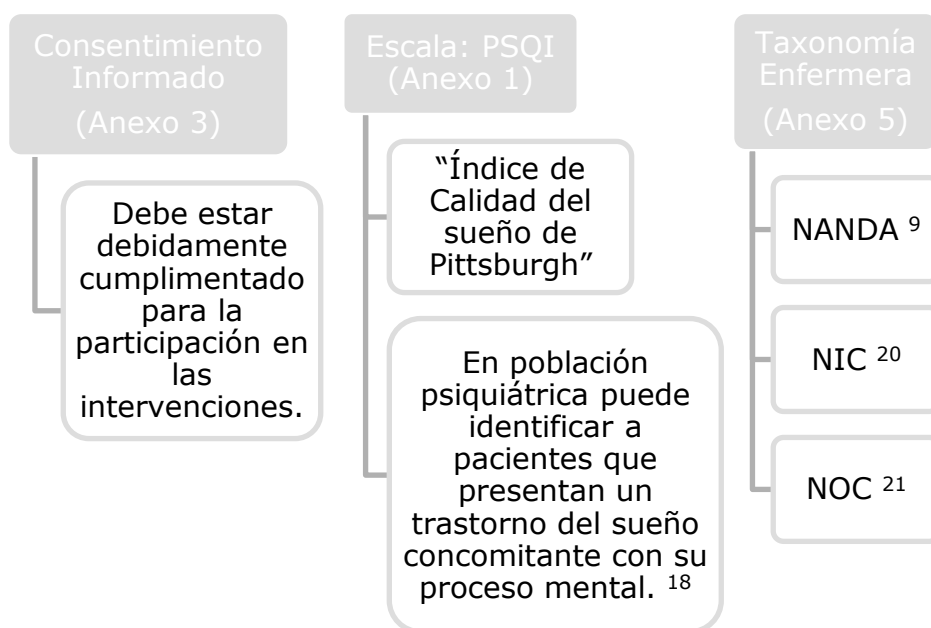 Consentimiento
Informado
(Anexo 3)
Debe estar
debidamente
cumplimentado
para la
participación en
las
intervenciones.
Escala: PSQI
(Anexo 1)
“Índice de
Calidad del
sueño de
Pittsburgh”
En población
psiquiátrica puede
identificar a
pacientes que
presentan un
trastorno del sueño
concomitante con su
proceso mental. 18
Taxonomía
Enfermera
(Anexo 5)
NANDA 9
NIC 20
NOC 21